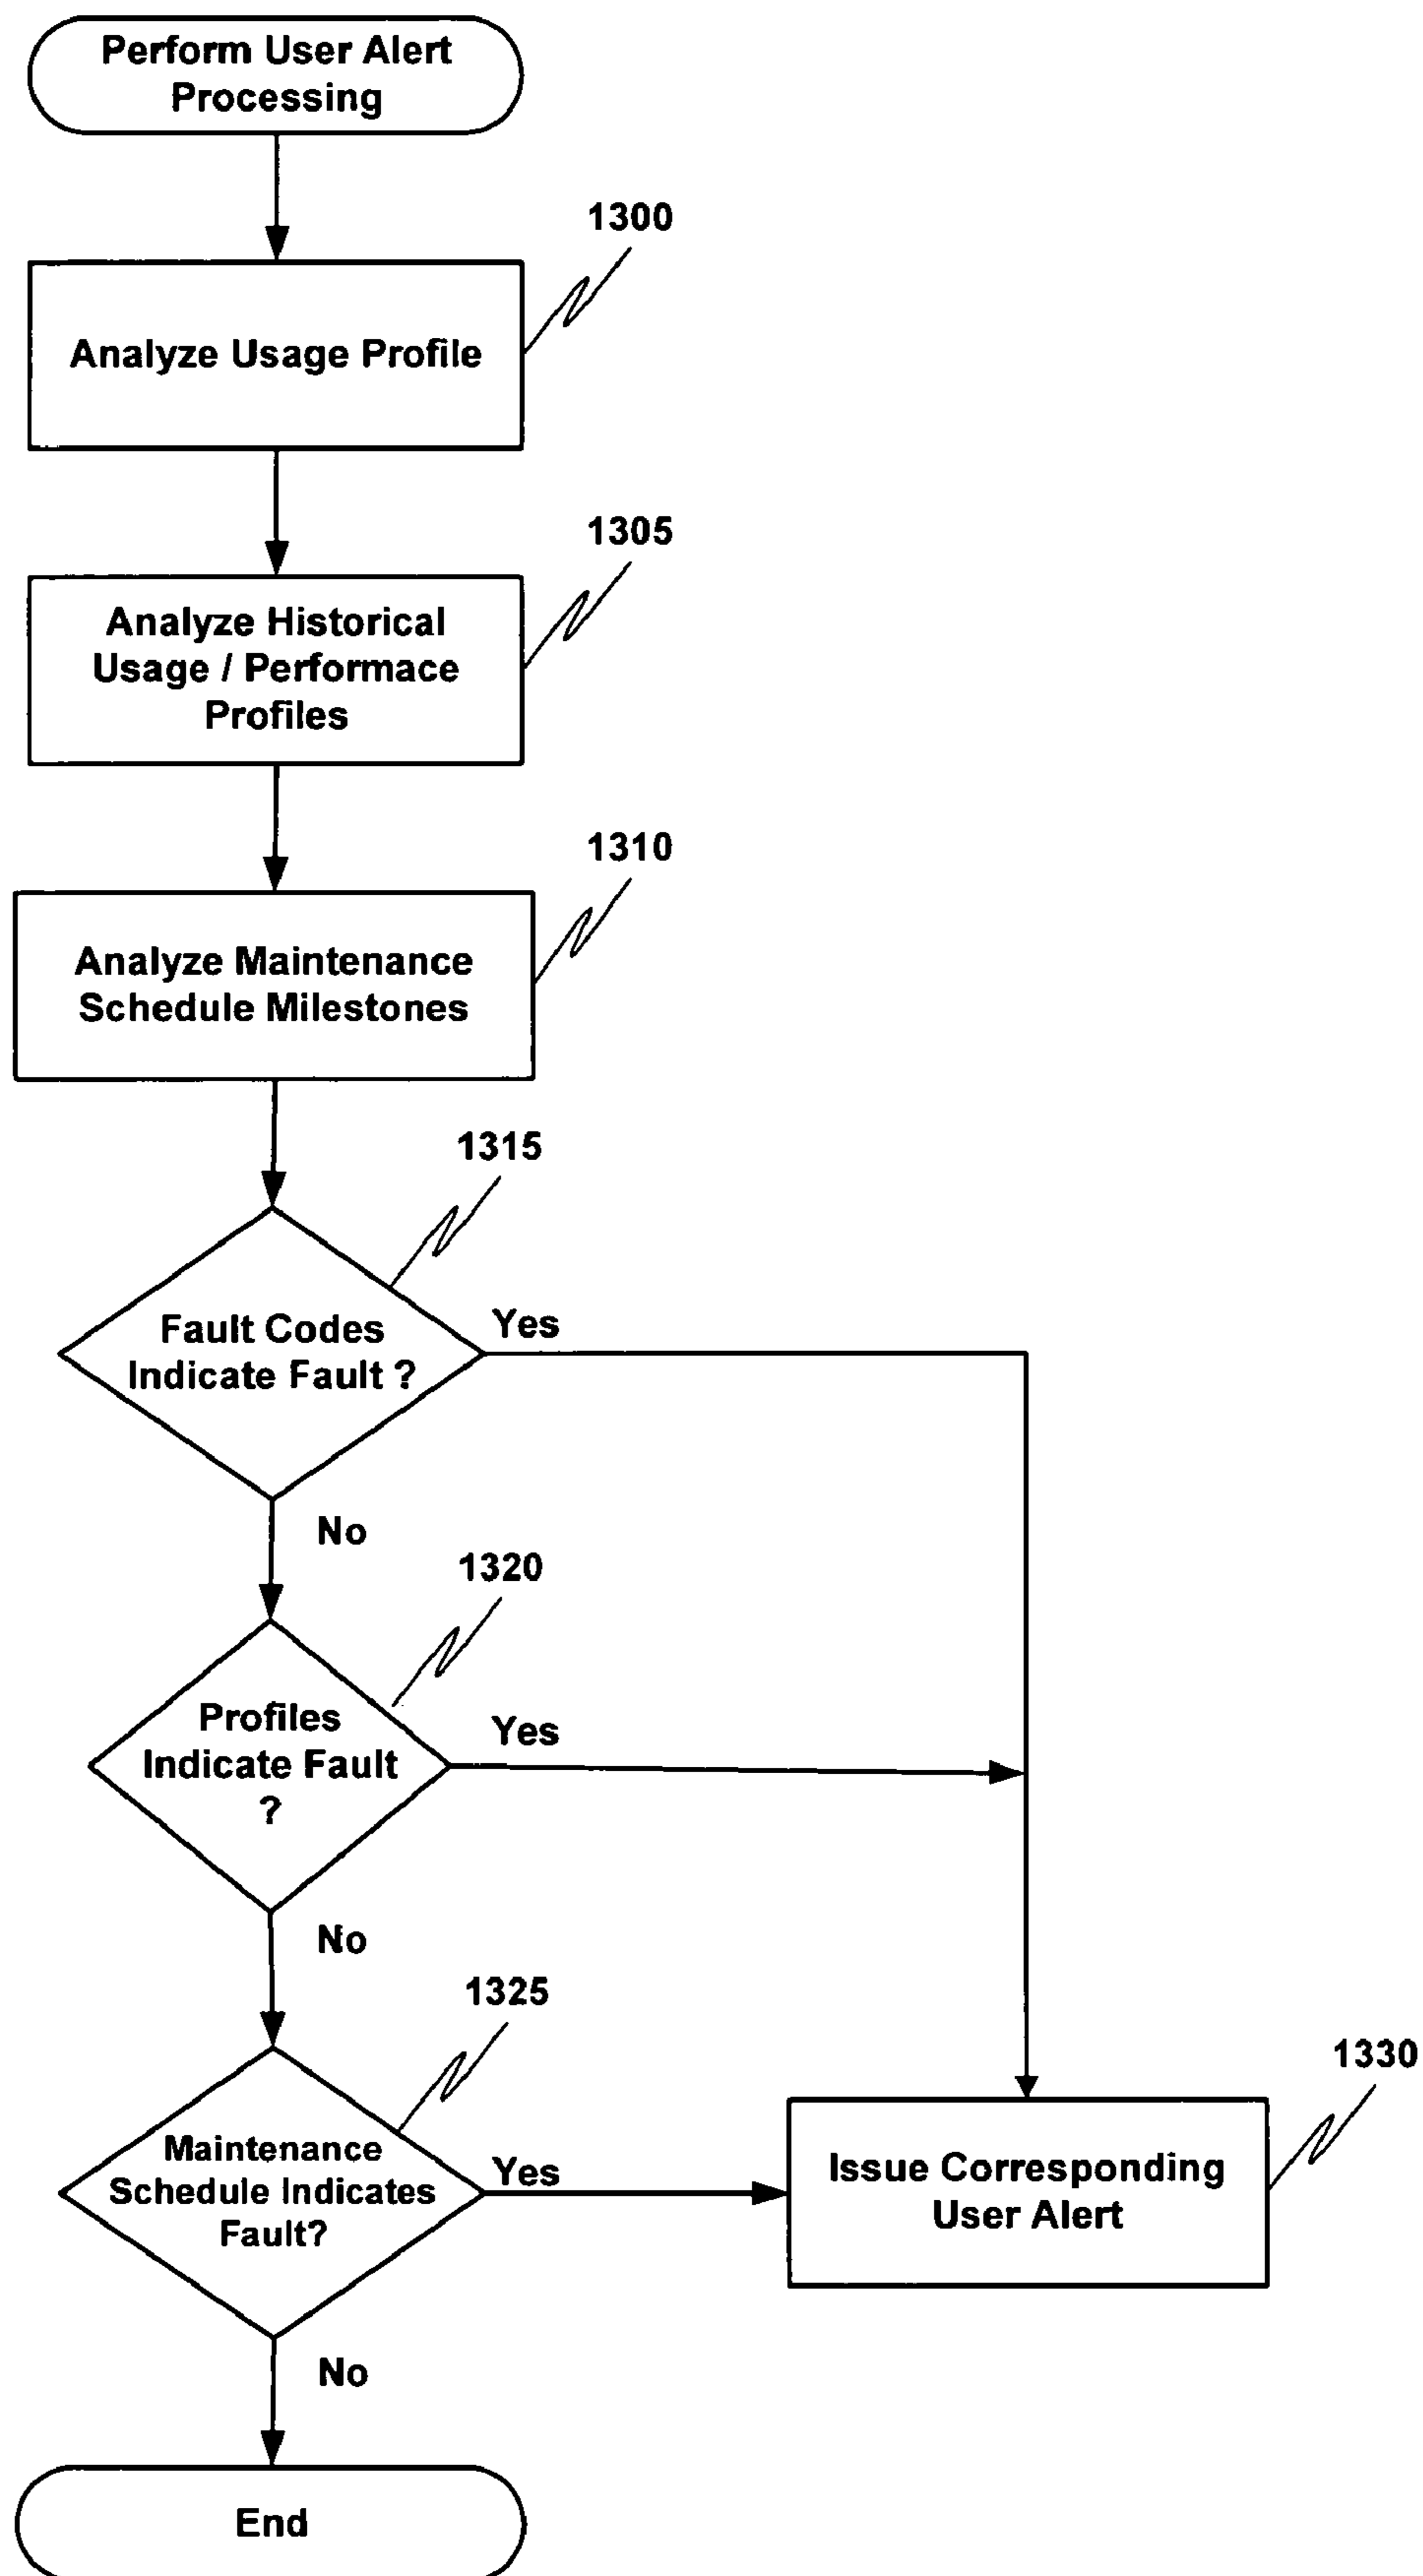 Perform User Alert
Processing
1300
Analyze Usage Profile
1305
Analyze Historical
Usage / Performace
Profiles
1310
Analyze Maintenance
Schedule Milestones
1315
Fault Codes
Indicate Fault ?
Yes
No
1320
Profiles
Indicate Fault
?
Yes
No
1325
Maintenance
Schedule Indicates
Fault?
Yes
1330
Issue Corresponding
User Alert
No
End